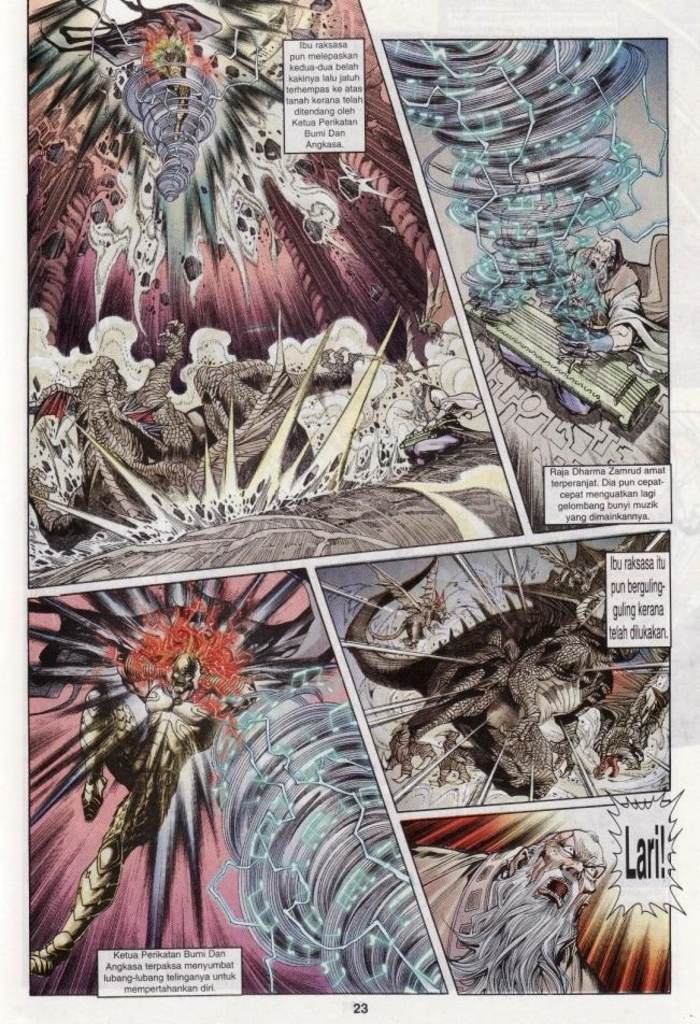 Ibu raksasa
pun melepaskan
kedua-dua belah
kakinya lalu jatuh
terhempas ke atas
tanah kerana telah
ditendang oleh
Ketua Perikatan
Bumi Dan
Angkasa.
Raja Dharma Zamrud amat
terperanjat. Dia pun cepat-
cepat menguatkan lagi
gelombang bunyi muzik
yang dimainkannya.
Ketua Perikatan Bumi Dan
Angkasa terpaksa menyumbat
lubang-lubang telinganya untuk
mempertahankan diri.
Ibu raksasa itu
pun berguling-
guling kerana
telah dilukakan.
Lari!
23